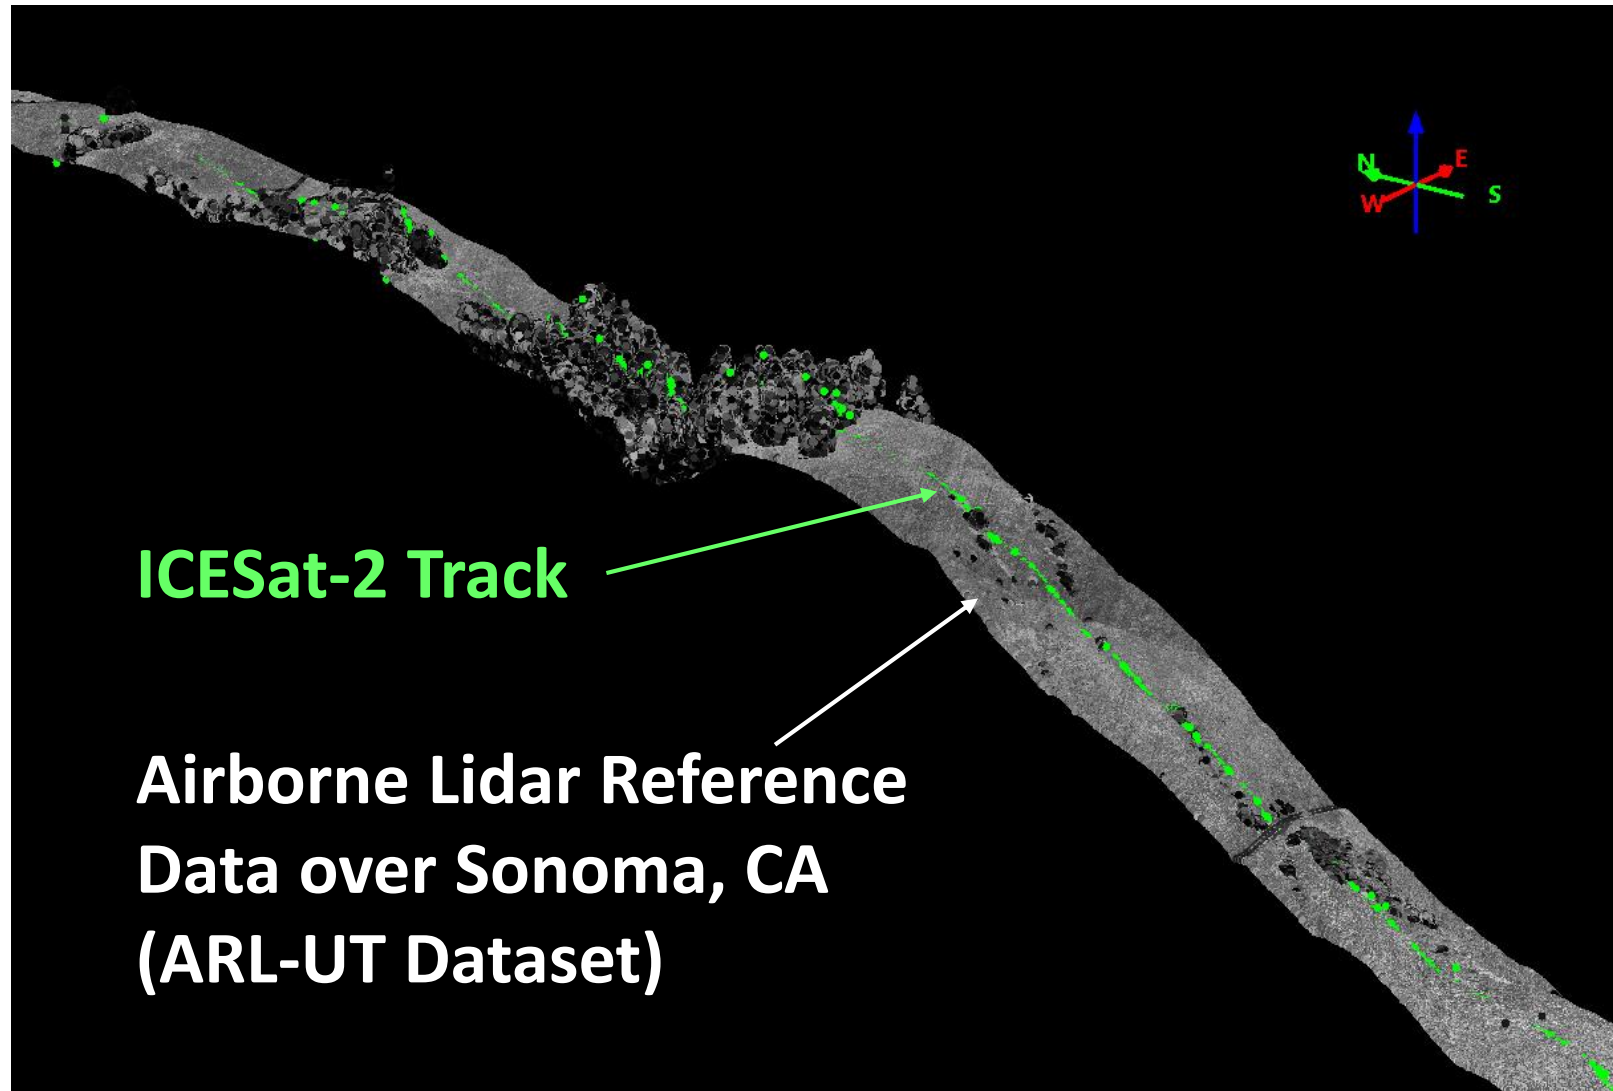 N
E
W
S
ICESat-2 Track
Airborne Lidar Reference
Data over Sonoma, CA
(ARL-UT Dataset)